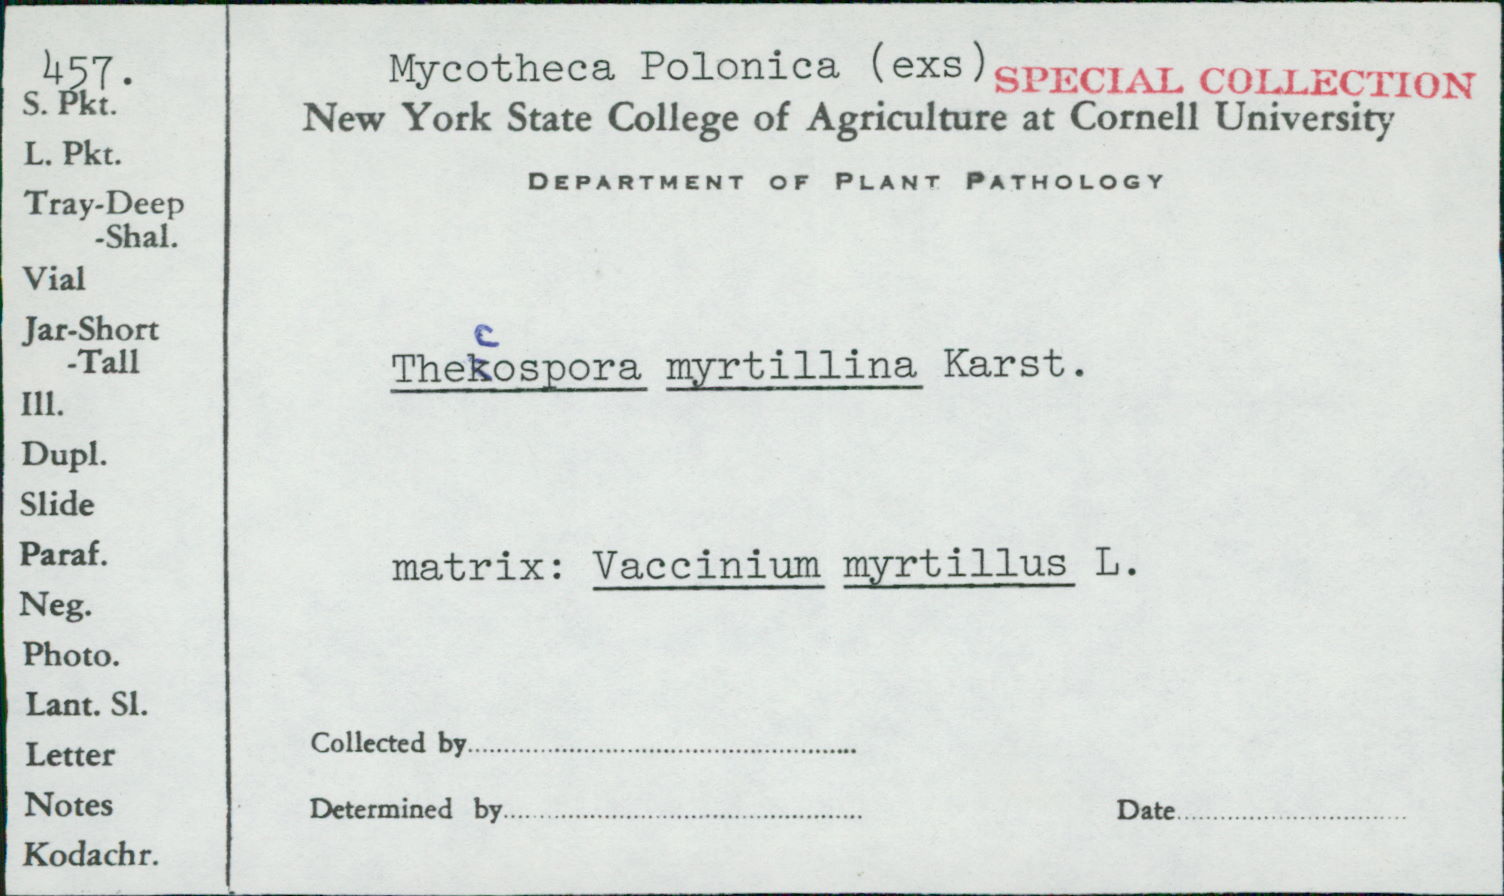 457.
S. Pkt.
L. Pkt.
Tray-Deep
-Shal.
Vial
Jar-Short
-Tall
Ill.
Dupl.
Slide
Paraf.
Neg.
Photo.
Lant. Sl.
Letter
Notes
Kodachr.
Mycotheca Polonica (exs)
SPECIAL COLLECTION
New York State College of Agriculture at Cornell University
DEPARTMENT OF PLANT PATHOLOGY
c
Thekospora myrtillina Karst.
matrix: Vaccinium myrtillus L.
Collected by
Determined by
Date